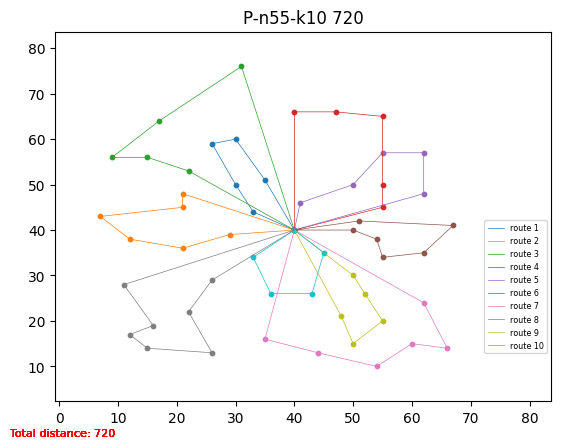 P-n55-k10 720
80
70
60
50
40
30
20
10
0
10
20
30
40
50
60
70
80
route 1
route 2
route 3
route 4
route 5
route 6
route 7
route 8
route 9
route 10
Total distance: 720